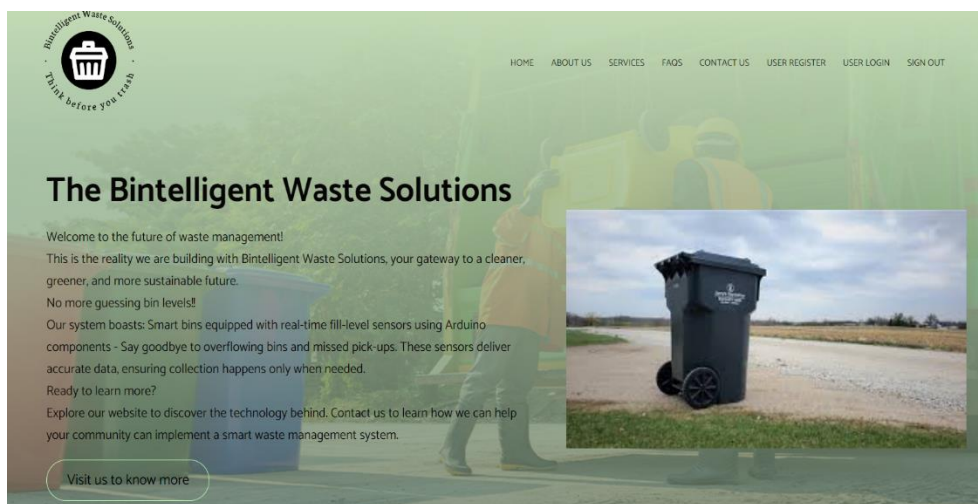 Bintelligent Waste Solutions
Think before you trash
HOME ABOUT US SERVICES FAQS CONTACT US USER REGISTER USER LOGIN SIGN OUT
The Bintelligent Waste Solutions
Welcome to the future of waste management!
This is the reality we are building with Bintelligent Waste Solutions, your gateway to a cleaner,
greener, and more sustainable future.
No more guessing bin levels!!
Our system boasts: Smart bins equipped with real-time fill-level sensors using Arduino
components - Say goodbye to overflowing bins and missed pick-ups. These sensors deliver
accurate data, ensuring collection happens only when needed.
Ready to learn more?
Explore our website to discover the technology behind. Contact us to learn how we can help
your community can implement a smart waste management system.
Visit us to know more